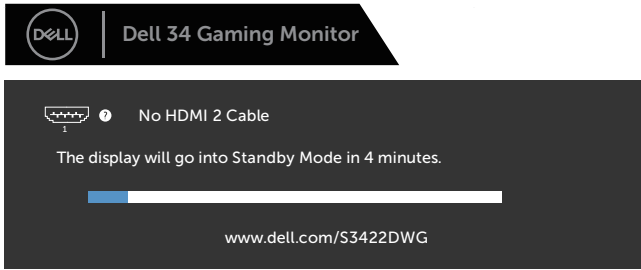 DELL
Dell 34 Gaming Monitor
? No HDMI 2 Cable
1
The display will go into Standby Mode in 4 minutes.
www.dell.com/S3422DWG